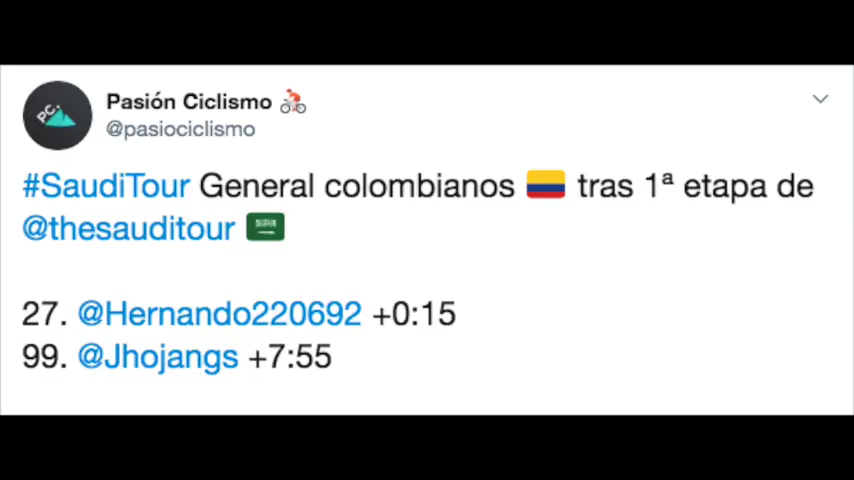 PC.
Pasión Ciclismo 🚴
@pasiociclismo
#SaudiTour General colombianos 🇨🇴 tras 1ª etapa de
@thesauditour 🇸🇦
27. @Hernando220692 +0:15
99. @Jhojangs +7:55